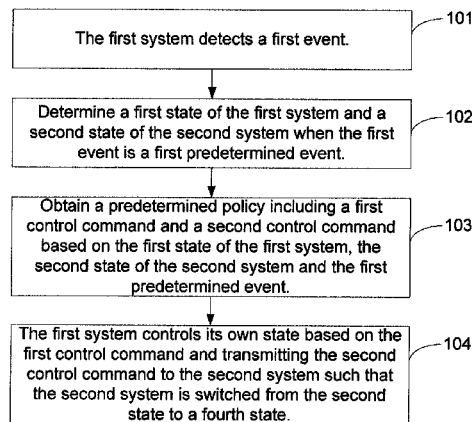 The first system detects a first event.
101
Determine a first state of the first system and a
second state of the second system when the first
event is a first predetermined event.
102
Obtain a predetermined policy including a first
control command and a second control command
based on the first state of the first system, the
second state of the second system and the first
predetermined event.
103
The first system controls its own state based on the
first control command and transmitting the second
control command to the second system such that
the second system is switched from the second
state to a fourth state.
104